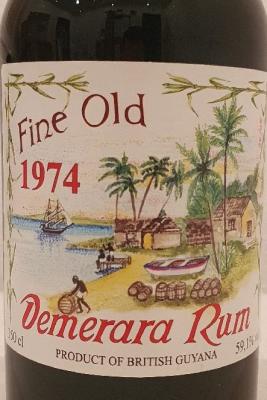 Fine Old
1974
Demerara Rum
PRODUCT OF BRITISH GUYANA